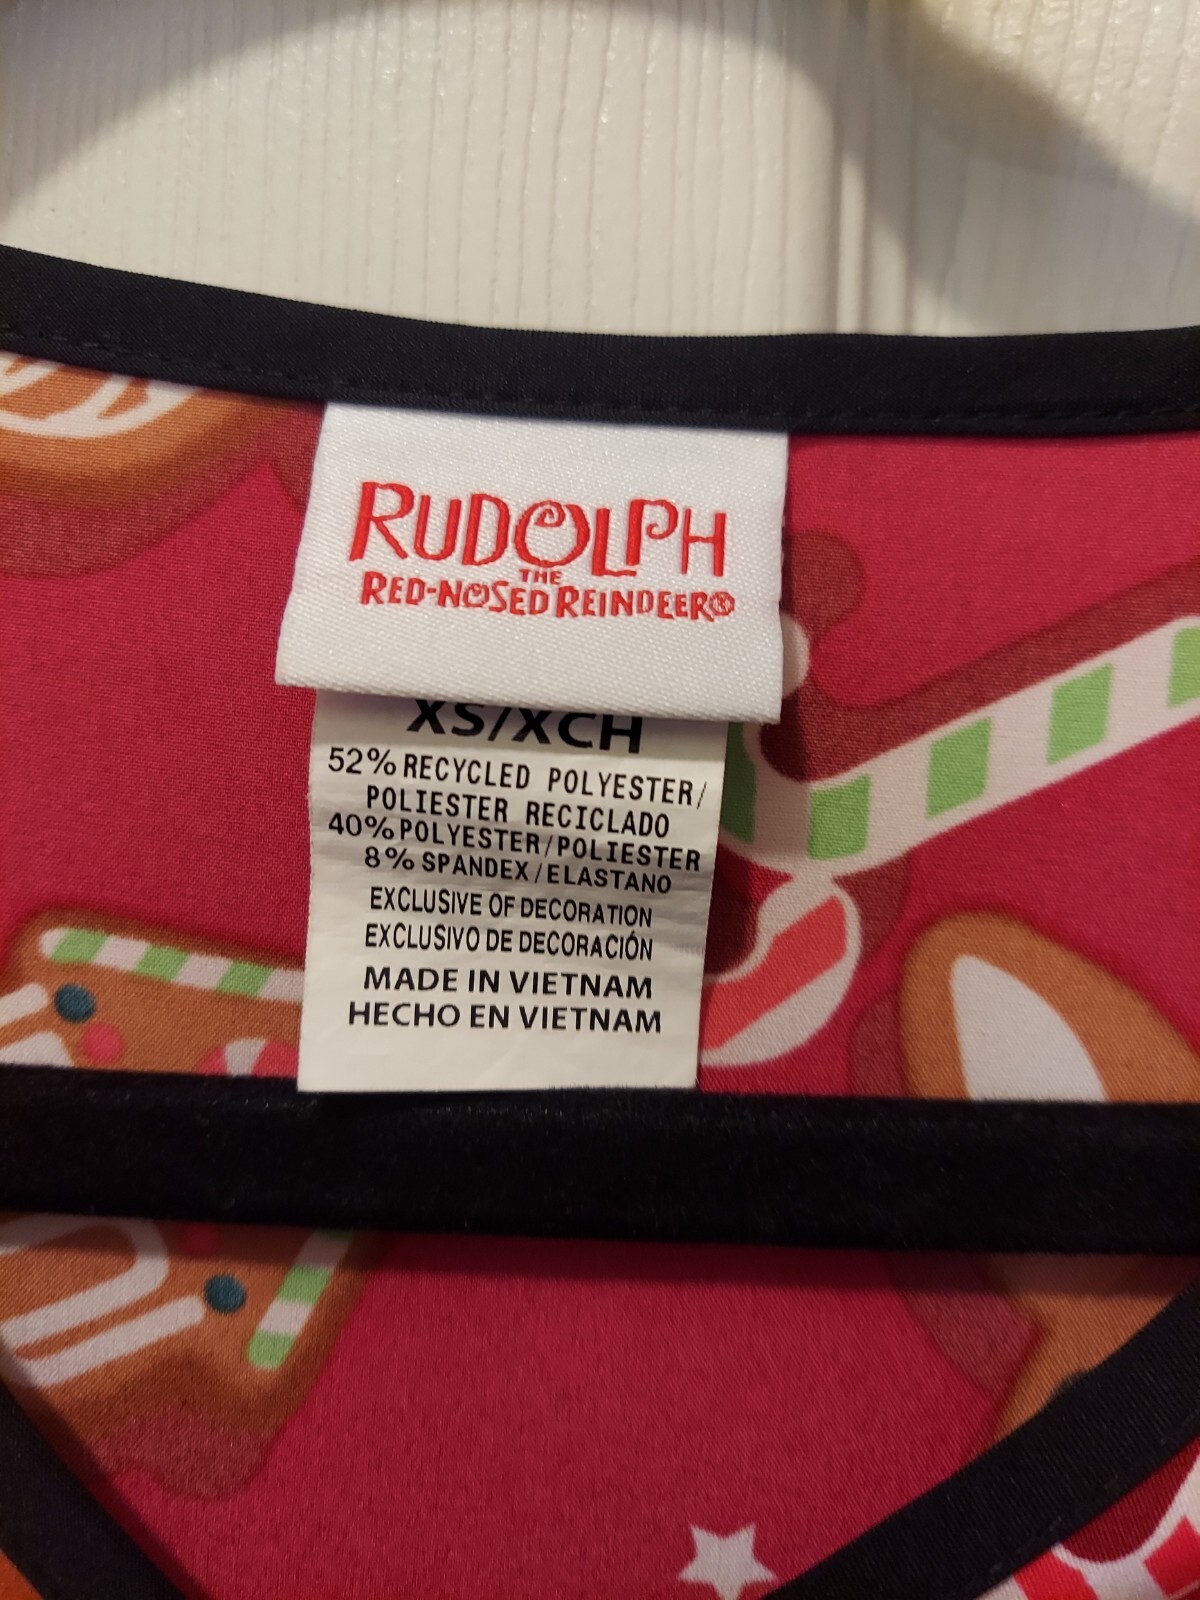 RUDOLPH
THE
RED-NOSED REINDEER®
XS/XCH
52% RECYCLED POLYESTER/
POLIESTER RECICLADO
40% POLYESTER/POLIESTER
8% SPANDEX/ELASTANO
EXCLUSIVE OF DECORATION
EXCLUSIVO DE DECORACIÓN
MADE IN VIETNAM
HECHO EN VIETNAM